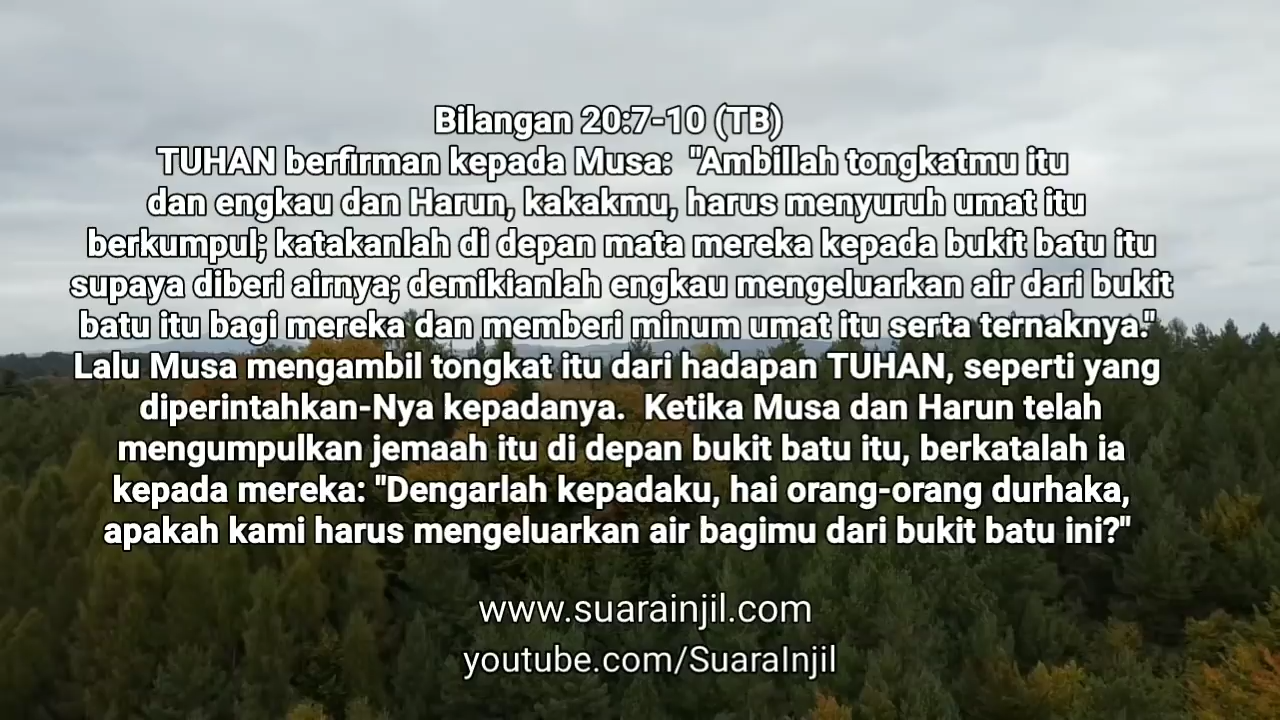 Bilangan 20:7-10 (TB)
TUHAN berfirman kepada Musa:  "Ambillah tongkatmu itu
dan engkau dan Harun, kakakmu, harus menyuruh umat itu
berkumpul; katakanlah di depan mata mereka kepada bukit batu itu
supaya diberi airnya; demikianlah engkau mengeluarkan air dari bukit
batu itu bagi mereka dan memberi minum umat itu serta ternaknya."
Lalu Musa mengambil tongkat itu dari hadapan TUHAN, seperti yang
diperintahkan-Nya kepadanya.  Ketika Musa dan Harun telah
mengumpulkan jemaah itu di depan bukit batu itu, berkatalah ia
kepada mereka: "Dengarlah kepadaku, hai orang-orang durhaka,
apakah kami harus mengeluarkan air bagimu dari bukit batu ini?"
www.suarainjil.com
youtube.com/SuaraInjil